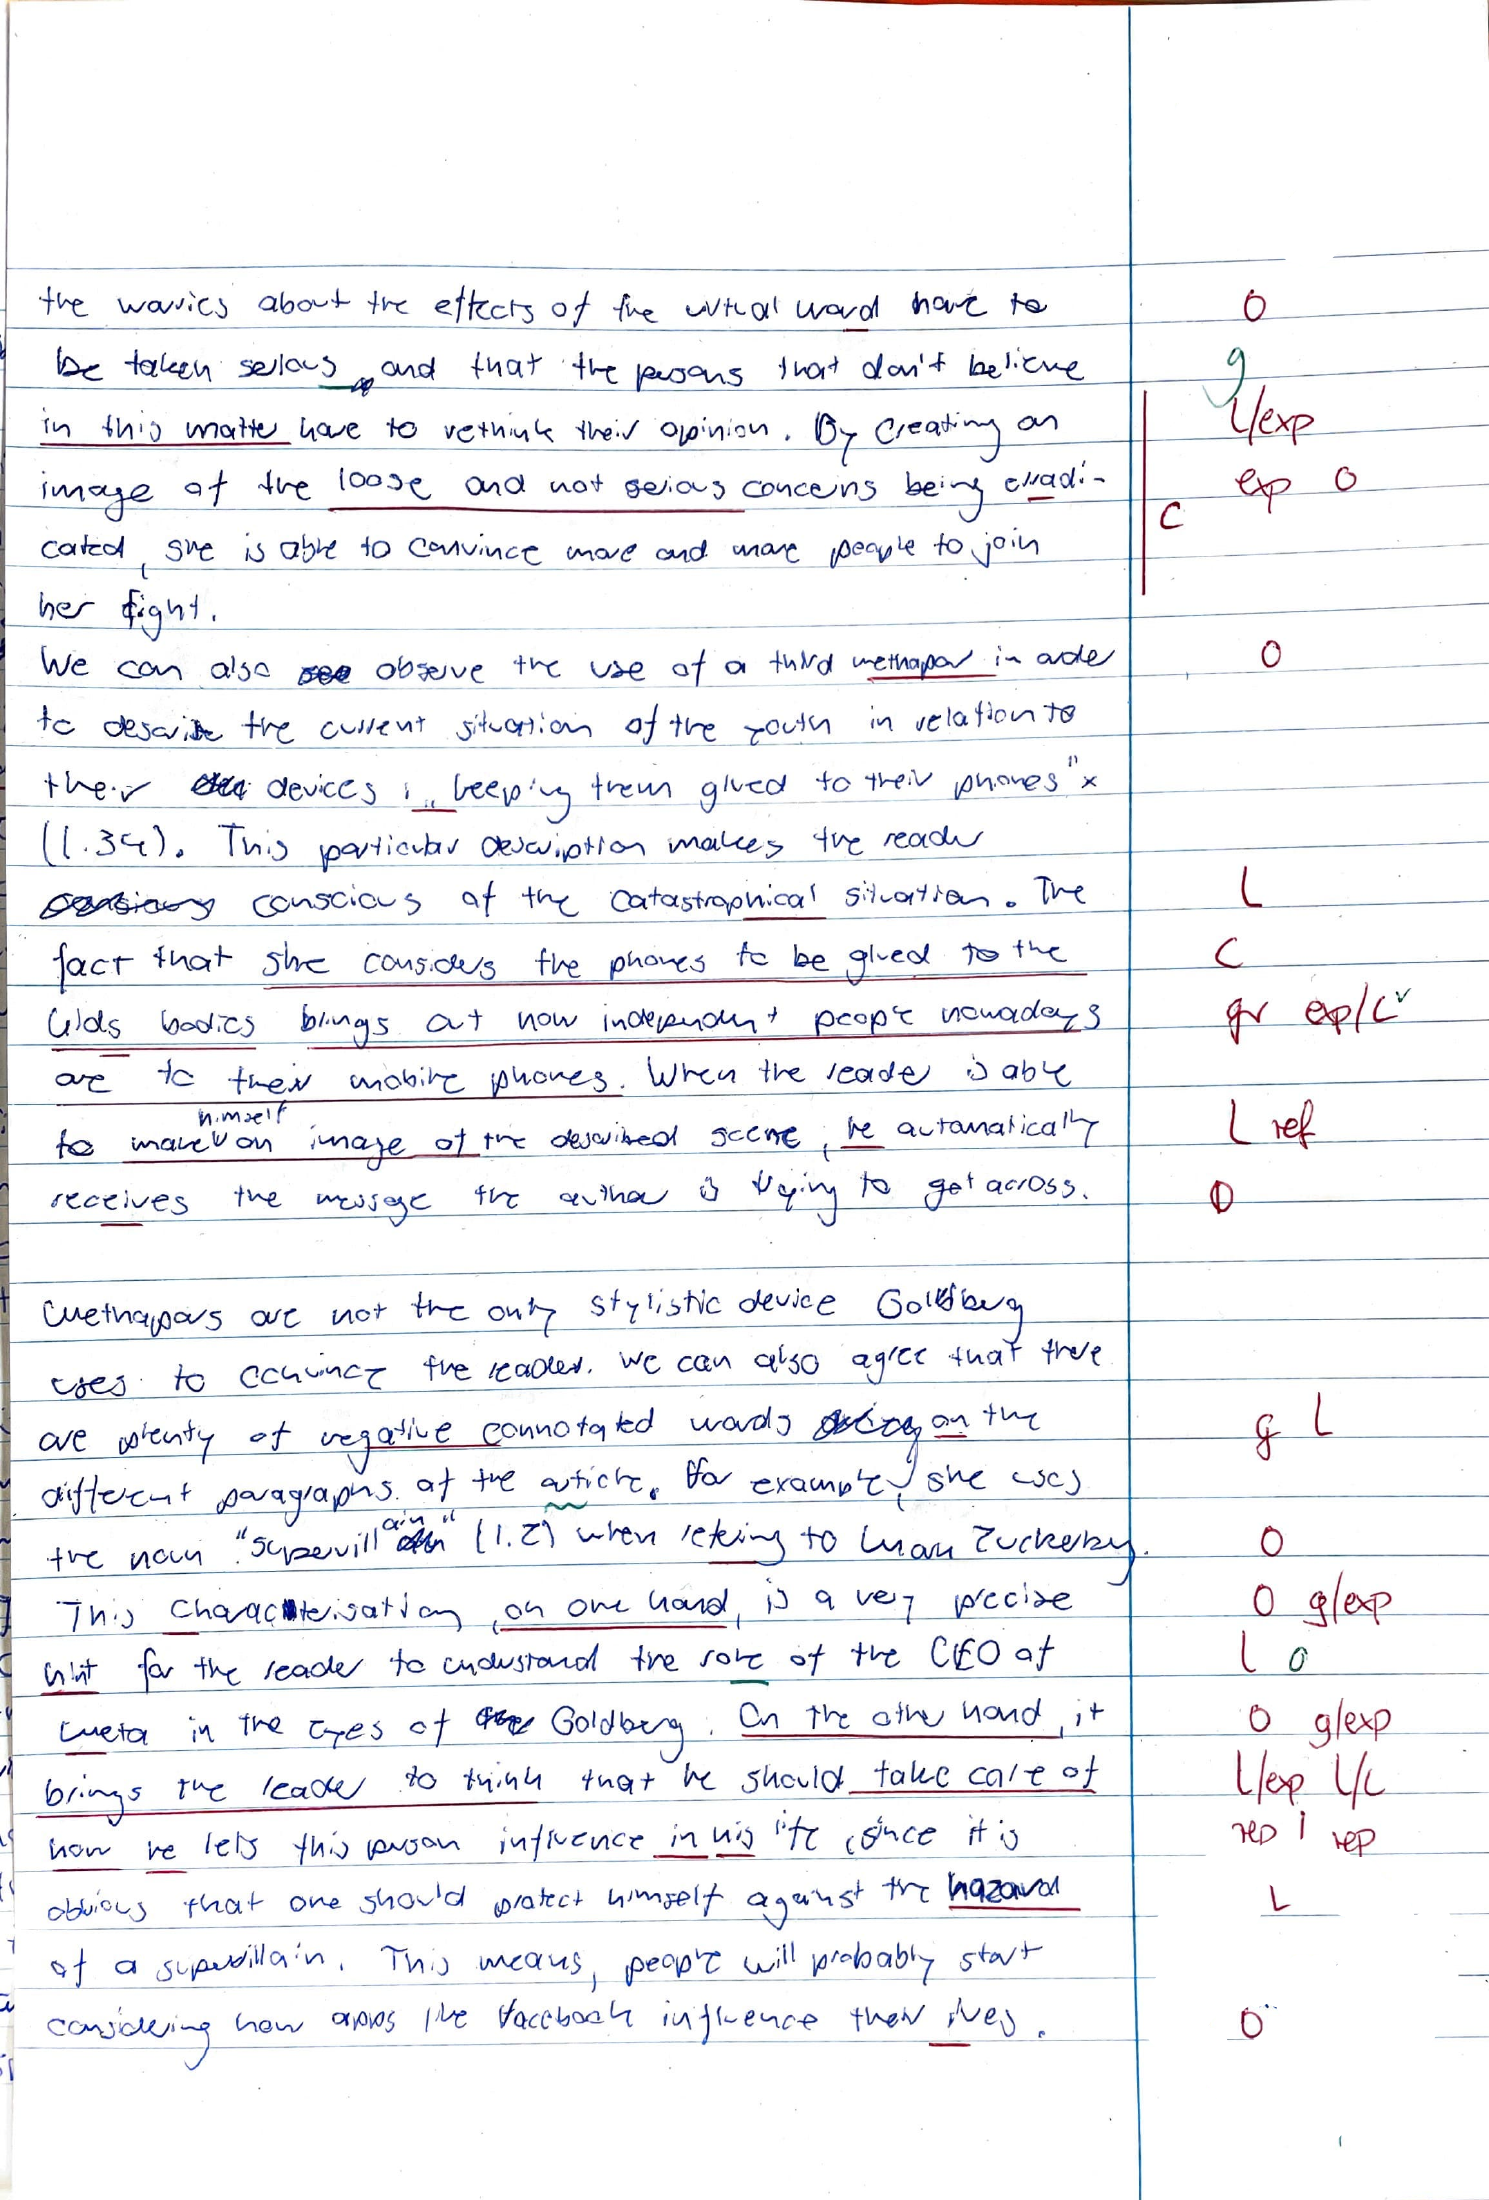 the worries about the effects of the virtual word have to O
be taken serious, and that the persons that don't believe g
in this matter have to rethink their opinion. By creating an L/exp
image of the loose and not serious concerns being erradi- exp O
cated, she is able to convince more and more people to join C
her fight.
We can also observe the use of a third methapor in order O
to describe the current situation of the youth in relation to
their devices: „keeping them glued to their phones" x
(l.34). This particular description makes the reader
conscious of the catastrophical situation. The L
fact that she considers the phones to be glued to the C
kids bodies brings out how independent people nowadays gr exp/C
are to their mobile phones. When the reader is able
to make himself an image of the described scene, he automatically L ref
receives the message the author is trying to get across. O
Methapors are not the only stylistic device Goldberg
uses to convince the reader. We can also agree that there
are plenty of negative connotated words on the g L
different paragraphs of the article. For example, she uses
the noun "supervillain" (l.2) when refering to Marc Zuckerberg. O
This characterisation, on one hand, is a very precise O g/exp
hint for the reader to understand the role of the CEO of L O
meta in the eyes of Goldberg. On the other hand, it O g/exp
brings the reader to think that he should take care of L/exp L/C
how he lets this person influence in his life, since it is rep rep
obvious that one should protect himself against the hazard L
of a supervillain. This means, people will probably start
considering how apps like Facebook influence their lives. O